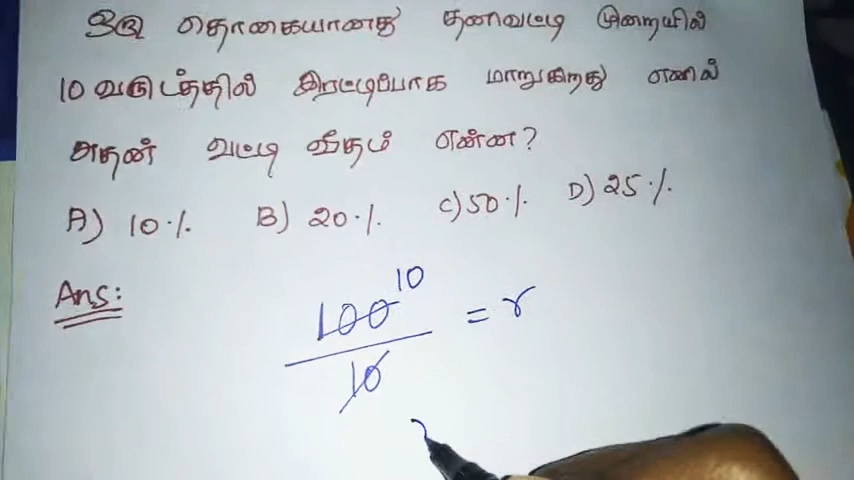 ஒரு தொகையானது தனிவட்டி முறையில்
10 வருடத்தில் இரட்டிப்பாக மாறுகிறது எனில்
அதன் வட்டி வீதம் என்ன?
A) 10·/. B) 20·/. C) 50·/. D) 25·/.
Ans:
10
100 = r
10